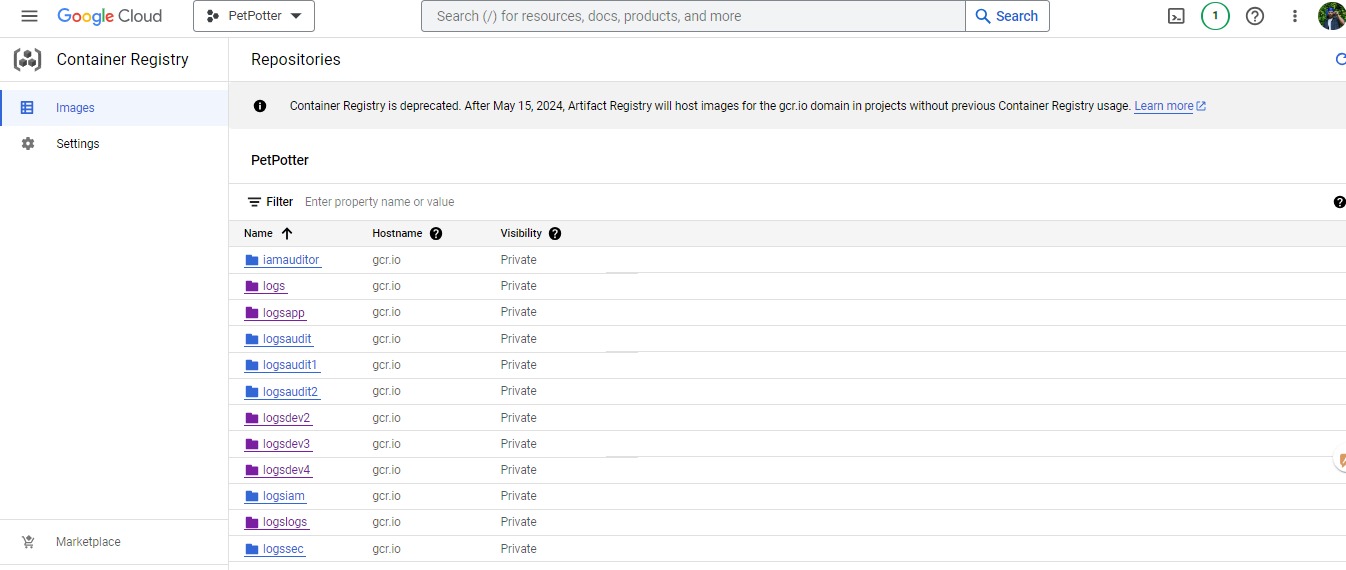 Google Cloud PetPotter Search (/) for resources, docs, products, and more Search 1
Container Registry
Repositories
Images
Settings
Container Registry is deprecated. After May 15, 2024, Artifact Registry will host images for the gcr.io domain in projects without previous Container Registry usage. Learn more
PetPotter
Filter Enter property name or value
Name Hostname Visibility
iamauditor gcr.io Private
logs gcr.io Private
logsapp gcr.io Private
logsaudit gcr.io Private
logsaudit1 gcr.io Private
logsaudit2 gcr.io Private
logsdev2 gcr.io Private
logsdev3 gcr.io Private
logsdev4 gcr.io Private
logsiam gcr.io Private
logslogs gcr.io Private
logssec gcr.io Private
Marketplace